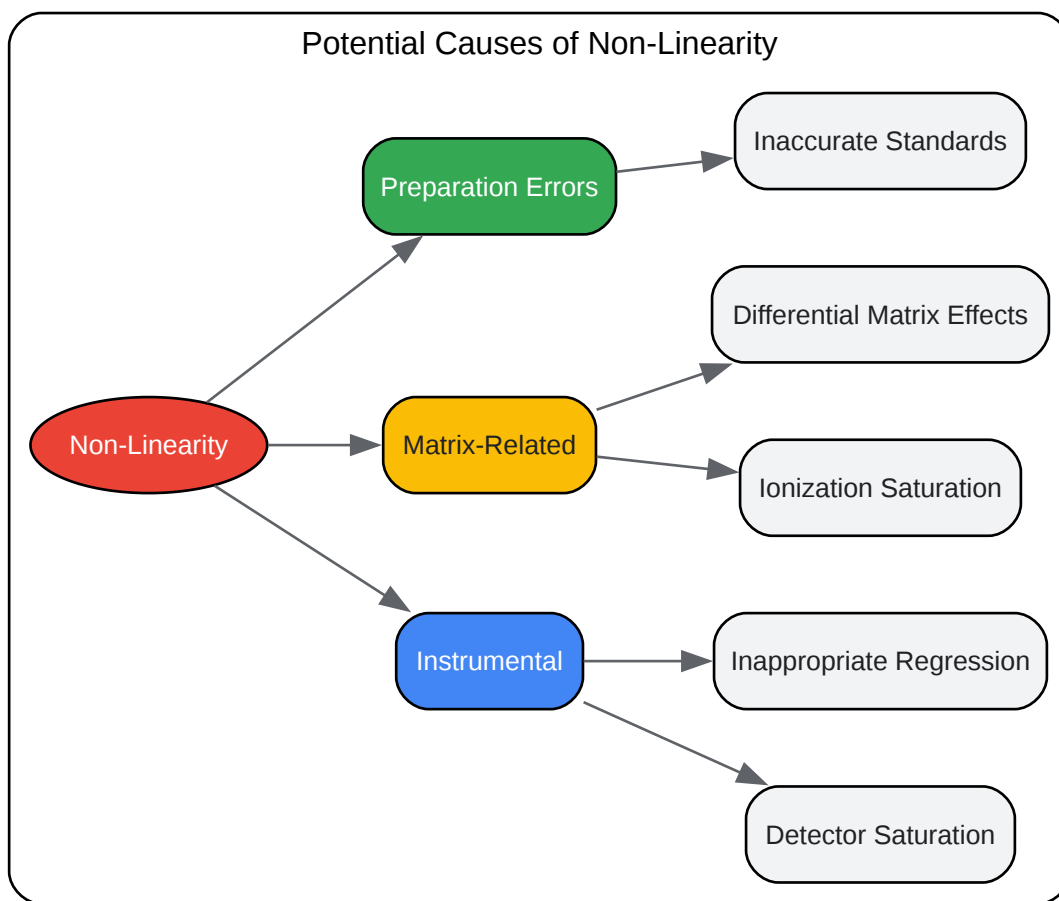 Potential Causes of Non-Linearity
Inaccurate Standards
Preparation Errors
Differential Matrix Effects
Non-Linearity
Matrix-Related
Ionization Saturation
Instrumental
Inappropriate Regression
Detector Saturation